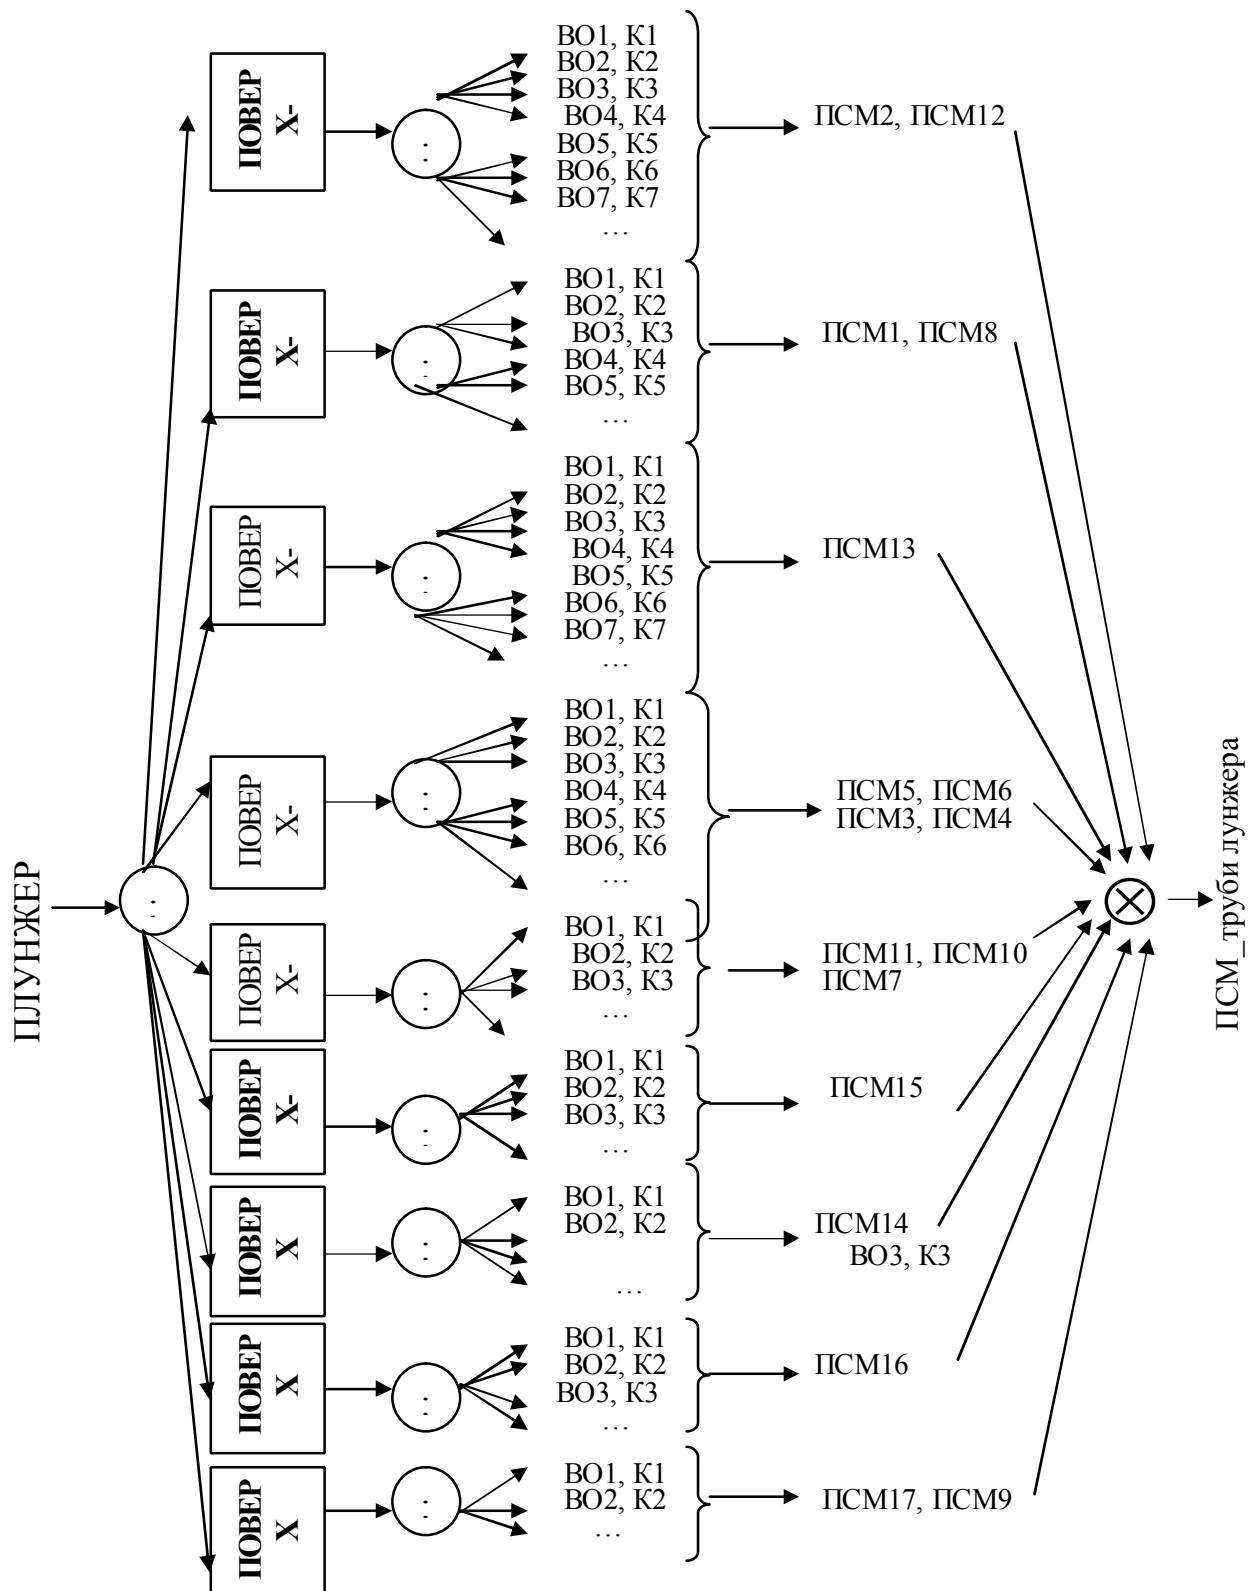 ПЛУНЖЕР
ПОВЕР
Х-
ВО1, К1
ВО2, К2
ВО3, К3
ВО4, К4
ВО5, К5
ВО6, К6
ВО7, К7
...
ПСМ2, ПСМ12
ПОВЕР
Х-
ВО1, К1
ВО2, К2
ВО3, К3
ВО4, К4
ВО5, К5
...
ПСМ1, ПСМ8
ПОВЕР
Х-
ВО1, К1
ВО2, К2
ВО3, К3
ВО4, К4
ВО5, К5
ВО6, К6
ВО7, К7
...
ПСМ13
ПОВЕР
Х-
ВО1, К1
ВО2, К2
ВО3, К3
ВО4, К4
ВО5, К5
ВО6, К6
...
ПСМ5, ПСМ6
ПСМ3, ПСМ4
ПОВЕР
Х-
ВО1, К1
ВО2, К2
ВО3, К3
...
ПСМ11, ПСМ10
ПСМ7
ПОВЕР
Х-
ВО1, К1
ВО2, К2
ВО3, К3
...
ПСМ15
ПОВЕР
Х
ВО1, К1
ВО2, К2
...
ПСМ14
ВО3, К3
ПОВЕР
Х
ВО1, К1
ВО2, К2
ВО3, К3
...
ПСМ16
ПОВЕР
Х
ВО1, К1
ВО2, К2
...
ПСМ17, ПСМ9
ПСМ_труби лунжера